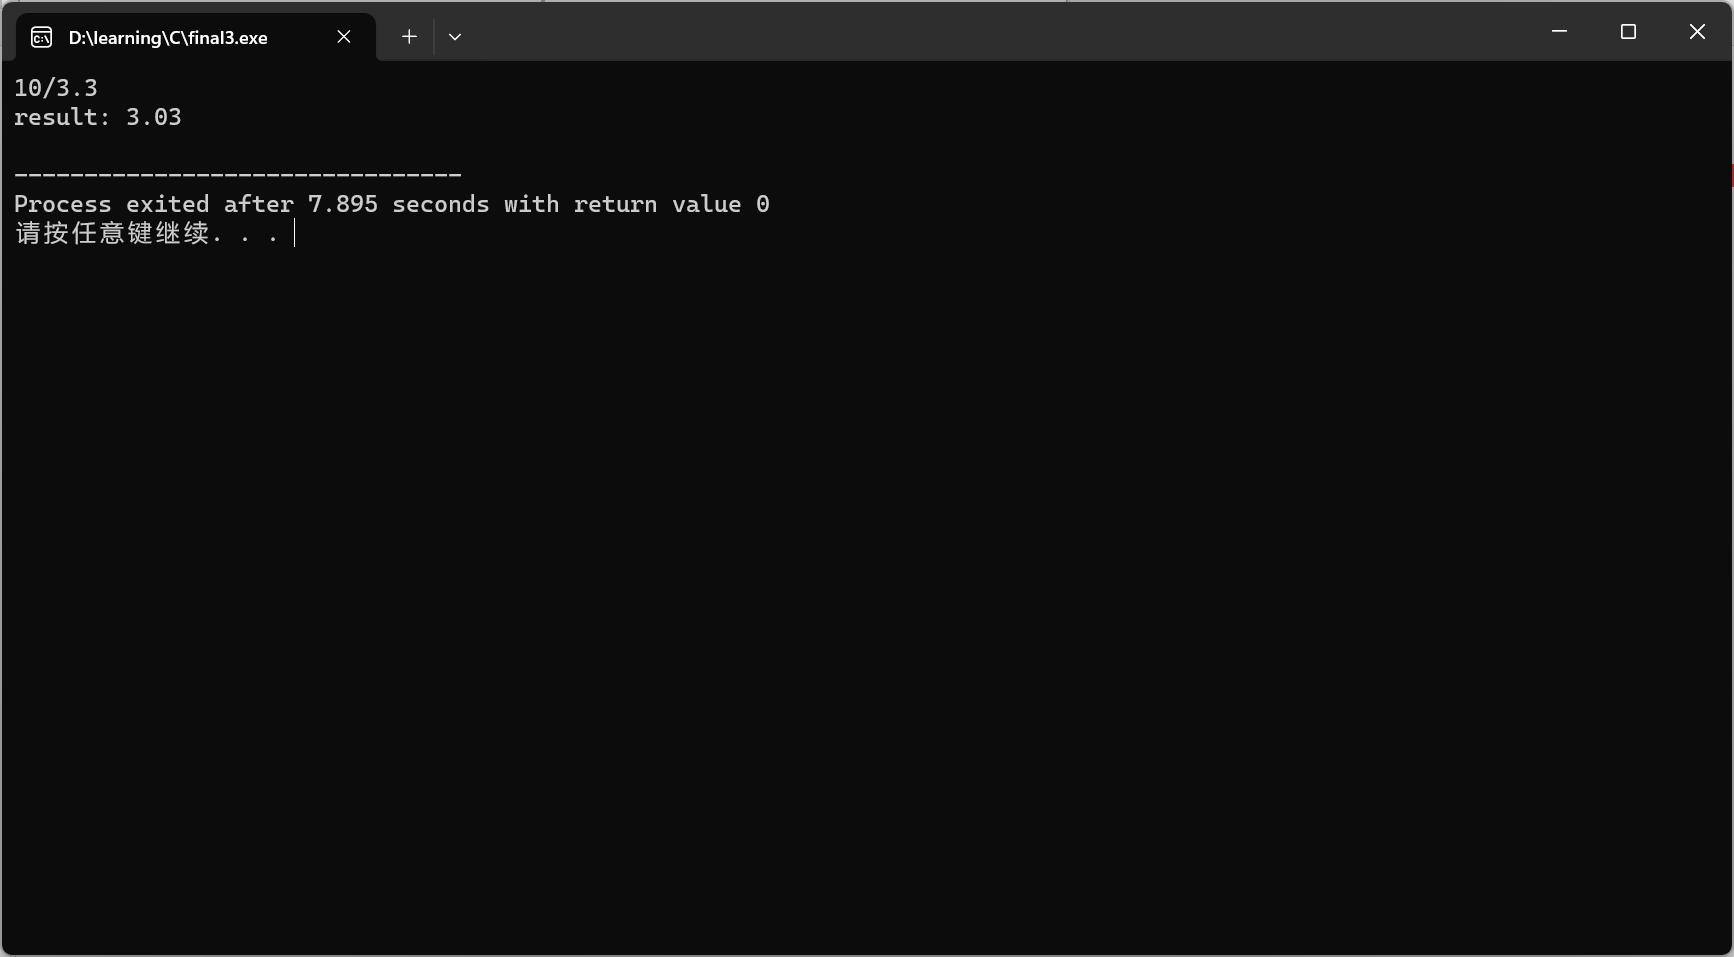 D:\learning\C\final3.exe
10/3.3
result: 3.03
--------------------------------
Process exited after 7.895 seconds with return value 0
请按任意键继续. . .